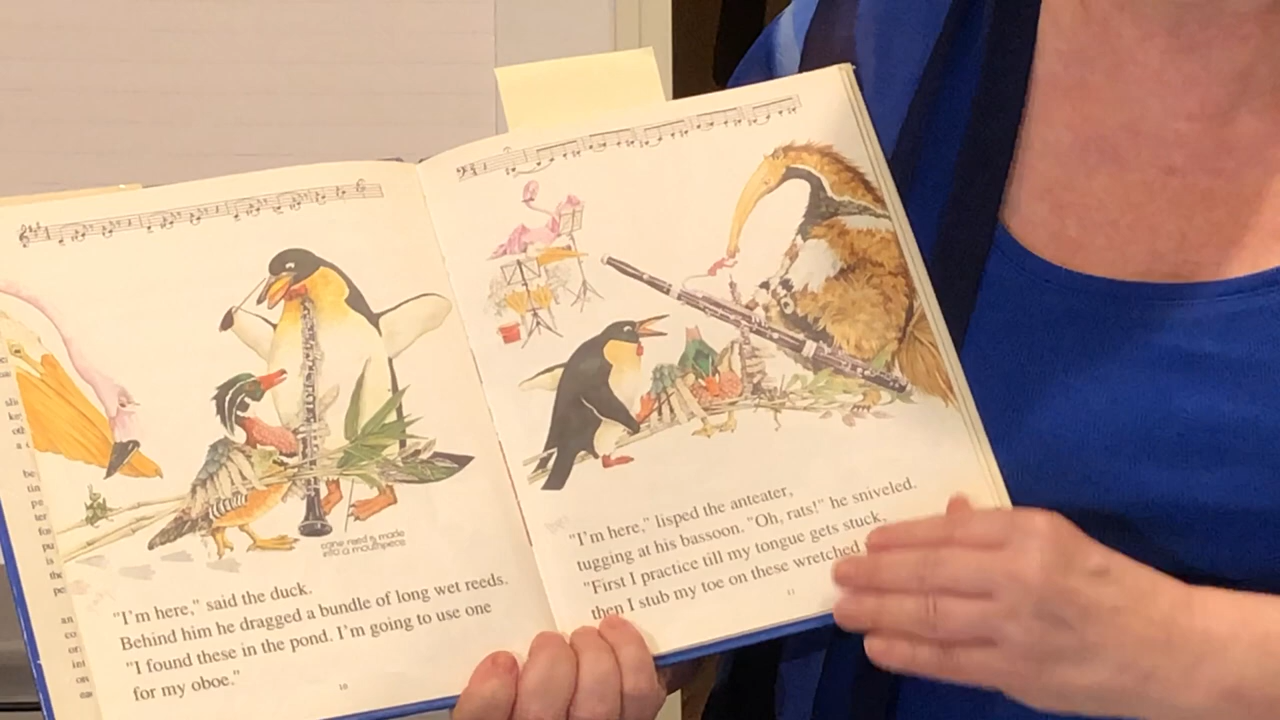 cane reed is made
into a mouthpiece
"I'm here," said the duck.
Behind him he dragged a bundle of long wet reeds.
"I found these in the pond. I'm going to use one
for my oboe."
10
"I'm here," lisped the anteater,
tugging at his bassoon. "Oh, rats!" he sniveled.
"First I practice till my tongue gets stuck,
then I stub my toe on these wretched
11